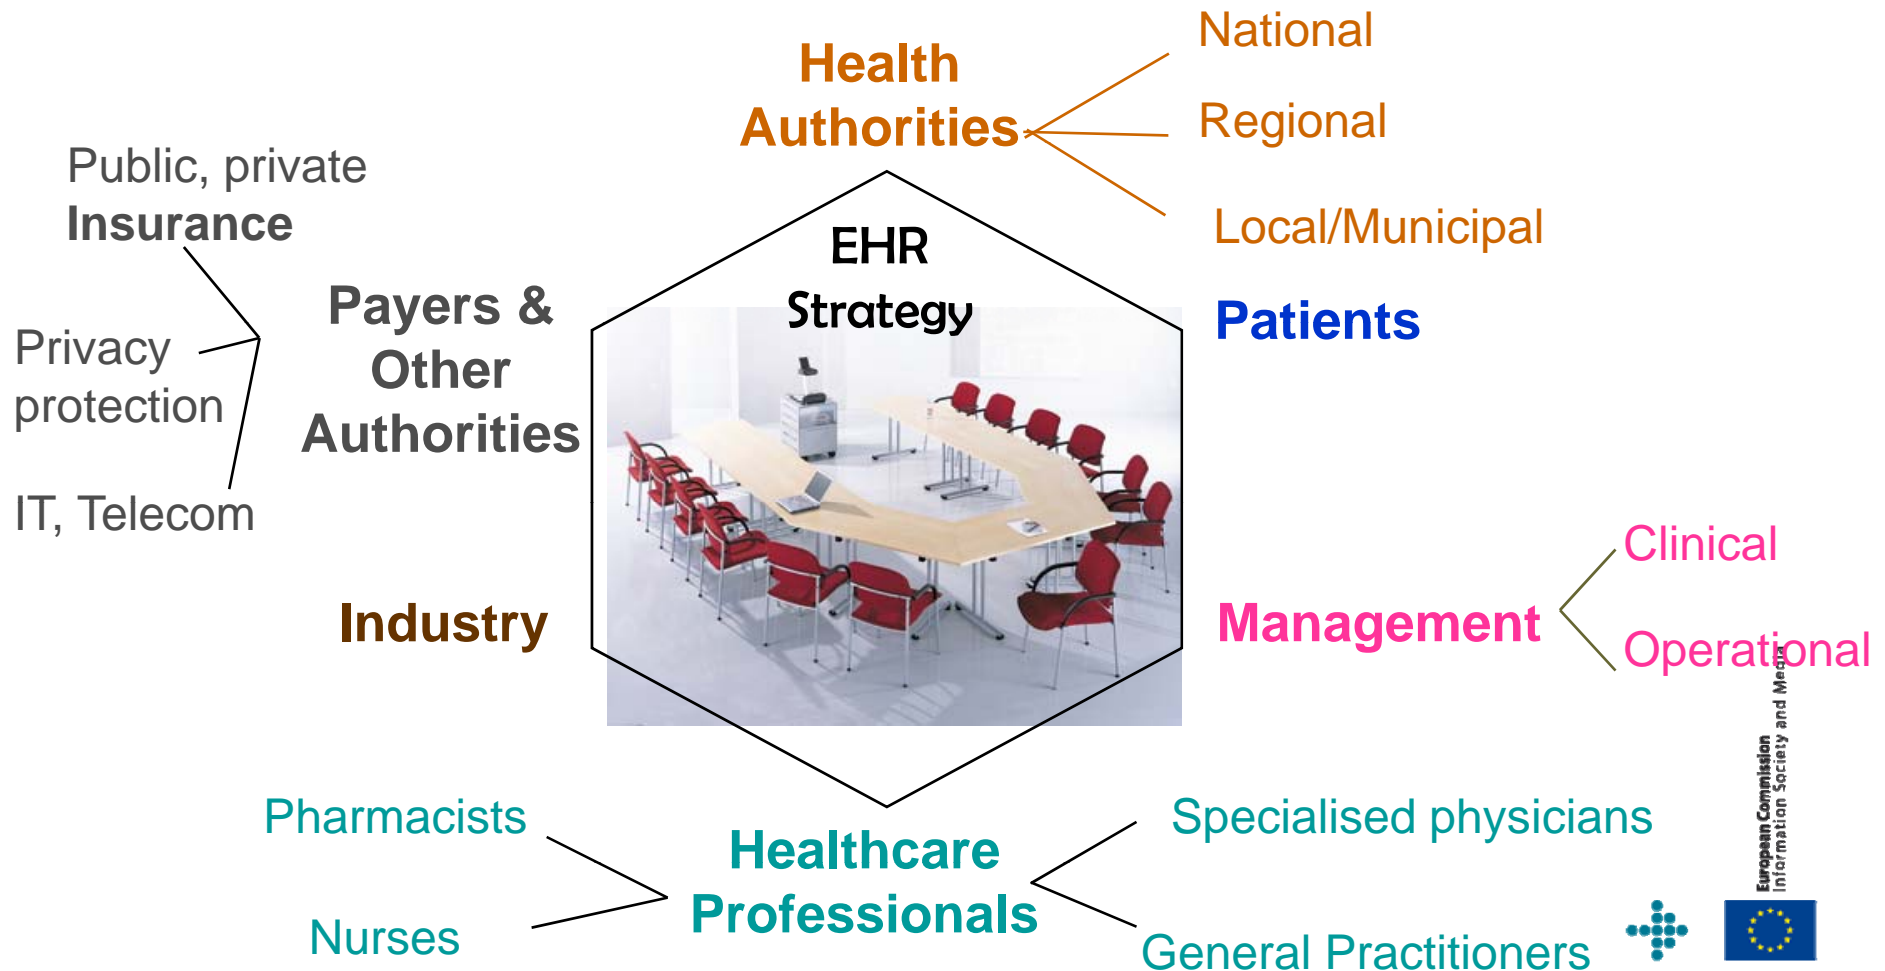 National
Health
Authorities
Regional
Local/Municipal
Public, private
Insurance
EHR
Strategy
Payers &
Other
Authorities
Patients
Privacy
protection
IT, Telecom
Clinical
Industry
Management
Operational
Pharmacists
Specialised physicians
Healthcare
Professionals
Nurses
General Practitioners
European Commission
Information Society and Media